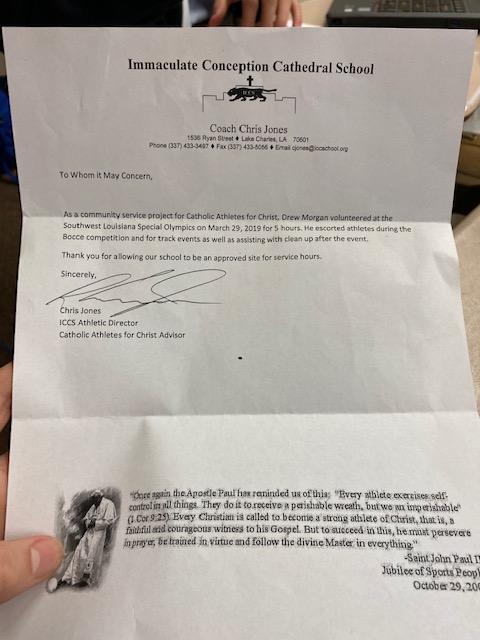 Immaculate Conception Cathedral School
ICCS
Coach Chris Jones
1536 Ryan Street ♦ Lake Charles, LA 70601
Phone (337) 433-3497 ♦ Fax (337) 433-5056 ♦ Email cjones@iccschool.org
To Whom it May Concern,
As a community service project for Catholic Athletes for Christ, Drew Morgan volunteered at the
Southwest Louisiana Special Olympics on March 29, 2019 for 5 hours. He escorted athletes during the
Bocce competition and for track events as well as assisting with clean up after the event.
Thank you for allowing our school to be an approved site for service hours.
Sincerely,
Chris Jones
ICCS Athletic Director
Catholic Athletes for Christ Advisor
"Once again the Apostle Paul has reminded us of this: "Every athlete exercises self-
control in all things. They do it to receive a perishable wreath, but we an imperishable"
(1 Cor 9:25). Every Christian is called to become a strong athlete of Christ, that is, a
faithful and courageous witness to his Gospel. But to succeed in this, he must persevere
in prayer, be trained in virtue and follow the divine Master in everything."
-Saint John Paul II
Jubilee of Sports Peopl
October 29, 200